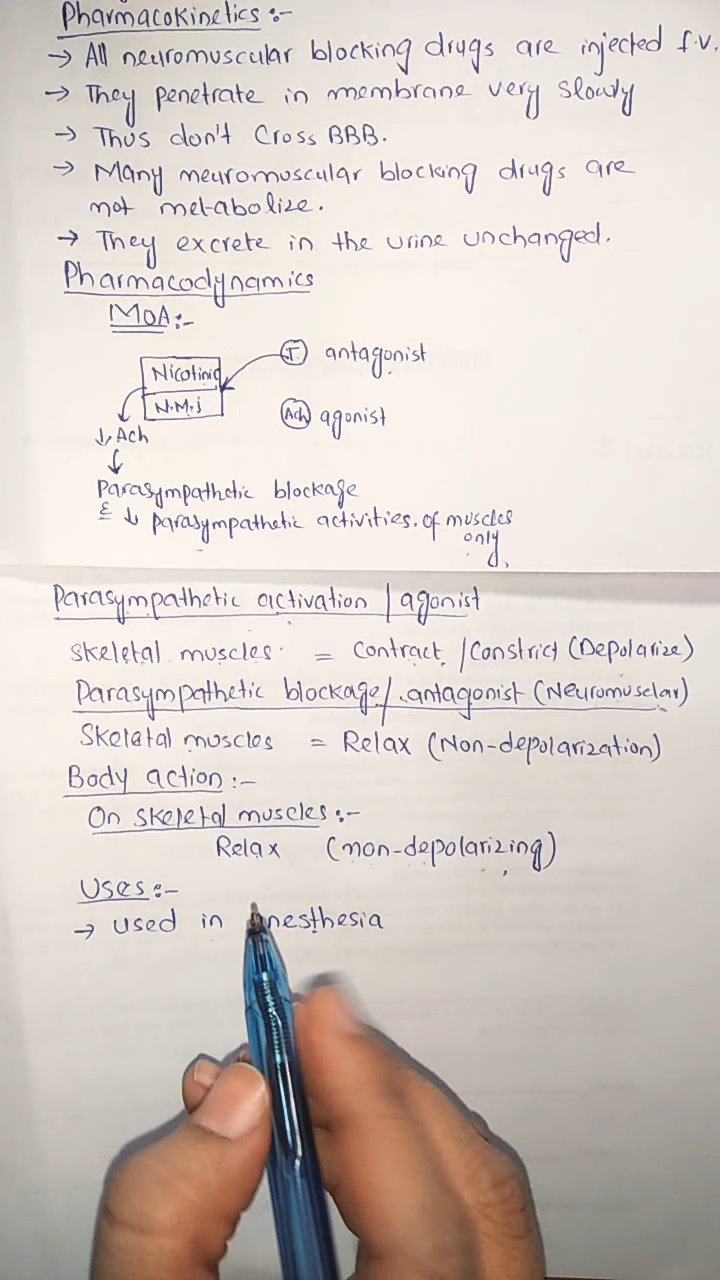 Pharmacokinetics :-
→ All neuromuscular blocking drugs are injected I.V.
→ They penetrate in membrane very slowly
→ Thus don't Cross BBB.
→ Many neuromuscular blocking drugs are
not metabolize.
→ They excrete in the urine unchanged.
Pharmacodynamics
MOA :-
T. antagonist
Nicotinic
N.M.j
Ach agonist
↓ Ach
↓
Parasympathetic blockage
& ↓ parasympathetic activities. of muscles
only.
Parasympathetic activation / agonist
Skeletal muscles = Contract / Constrict (Depolarize)
Parasympathetic blockage / antagonist (Neuromusclar)
Skelatal muscles = Relax (Non-depolarization)
Body action :-
On skeletal muscles :-
Relax (non-depolarizing)
Uses :-
→ used in anesthesia